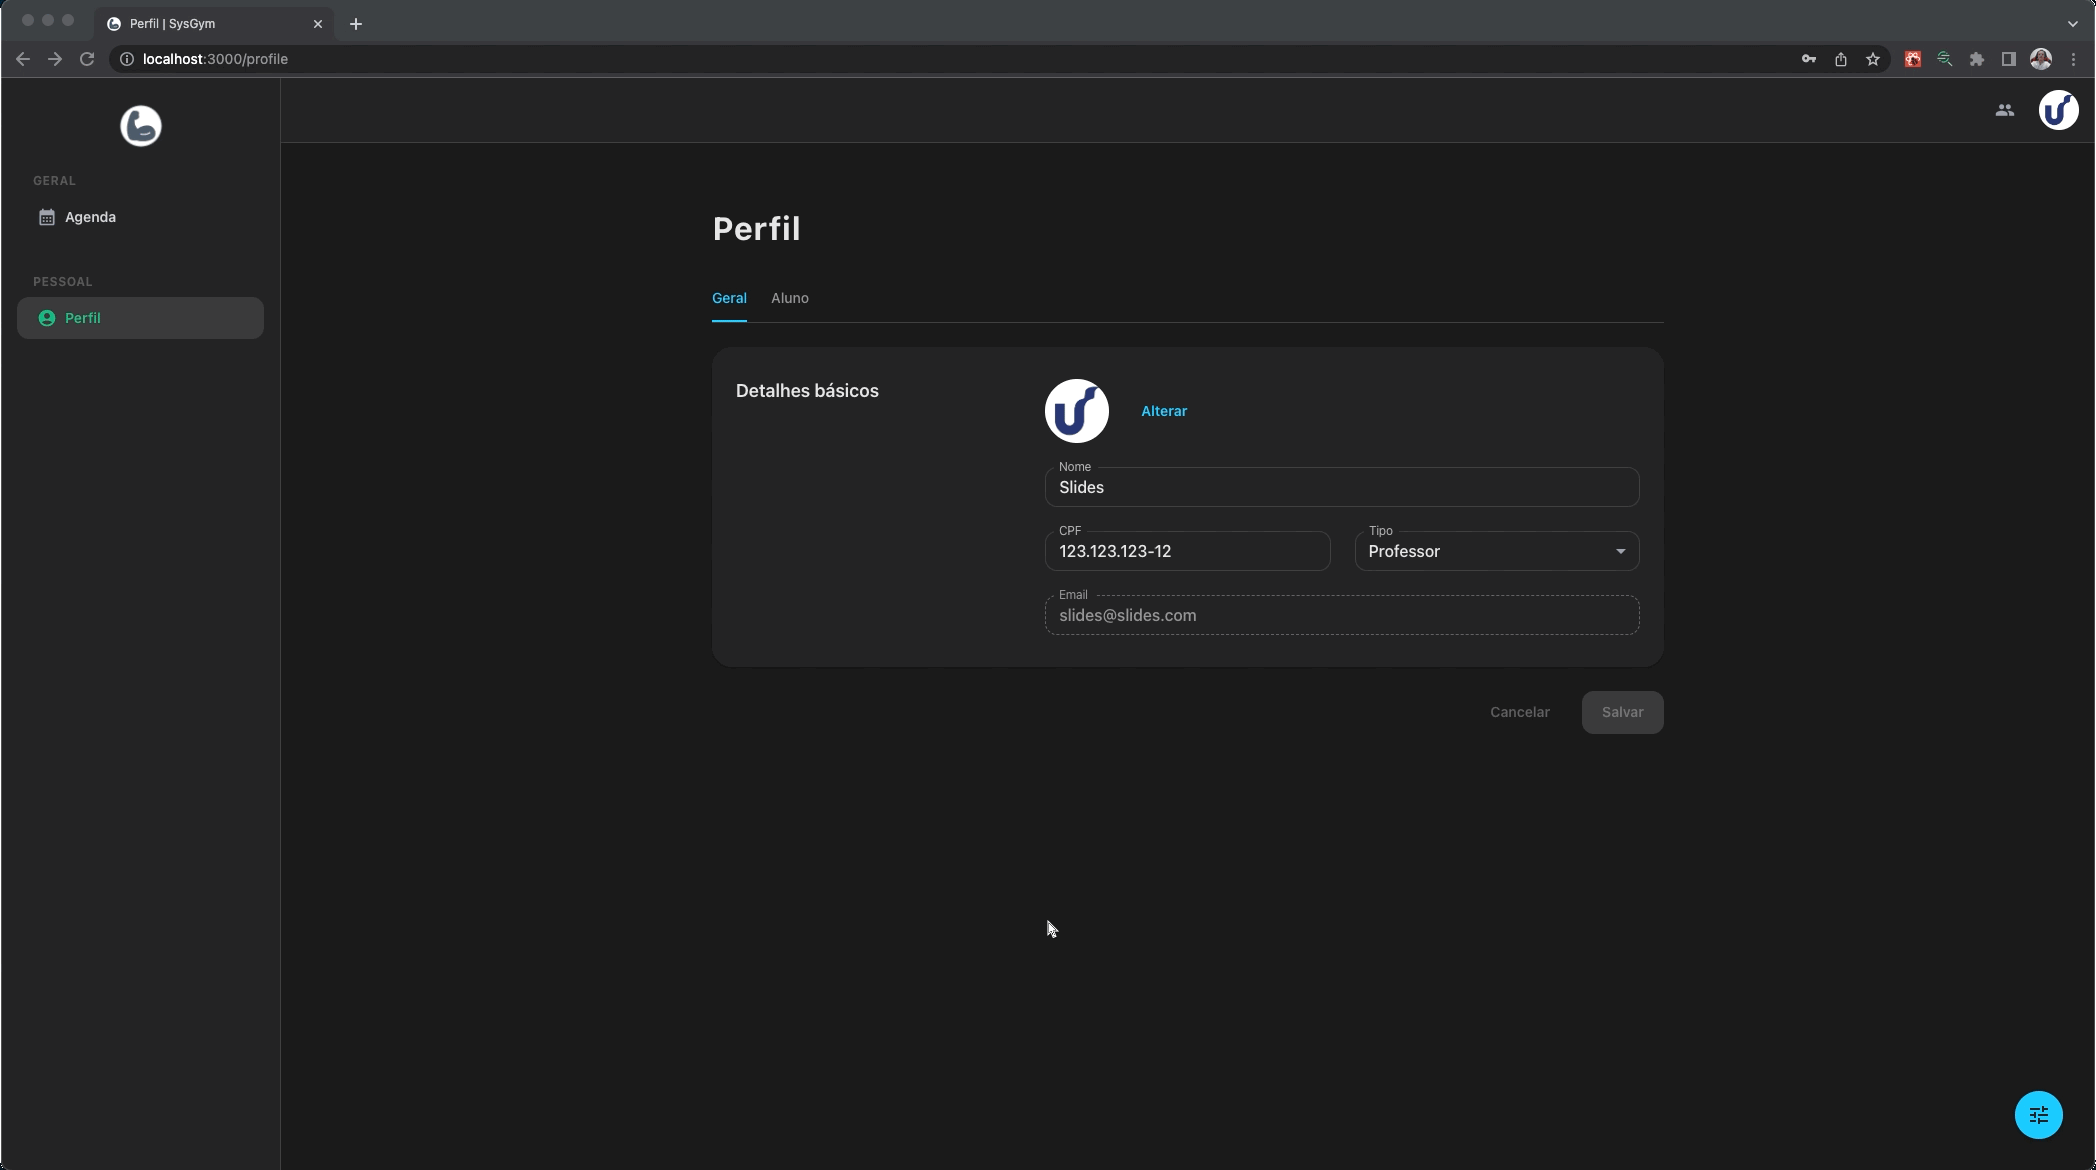 Perfil | SysGym
localhost:3000/profile
GERAL
Agenda
PESSOAL
Perfil
Perfil
Geral
Aluno
Detalhes básicos
Alterar
Nome
Slides
CPF
123.123.123-12
Tipo
Professor
Email
slides@slides.com
Cancelar
Salvar